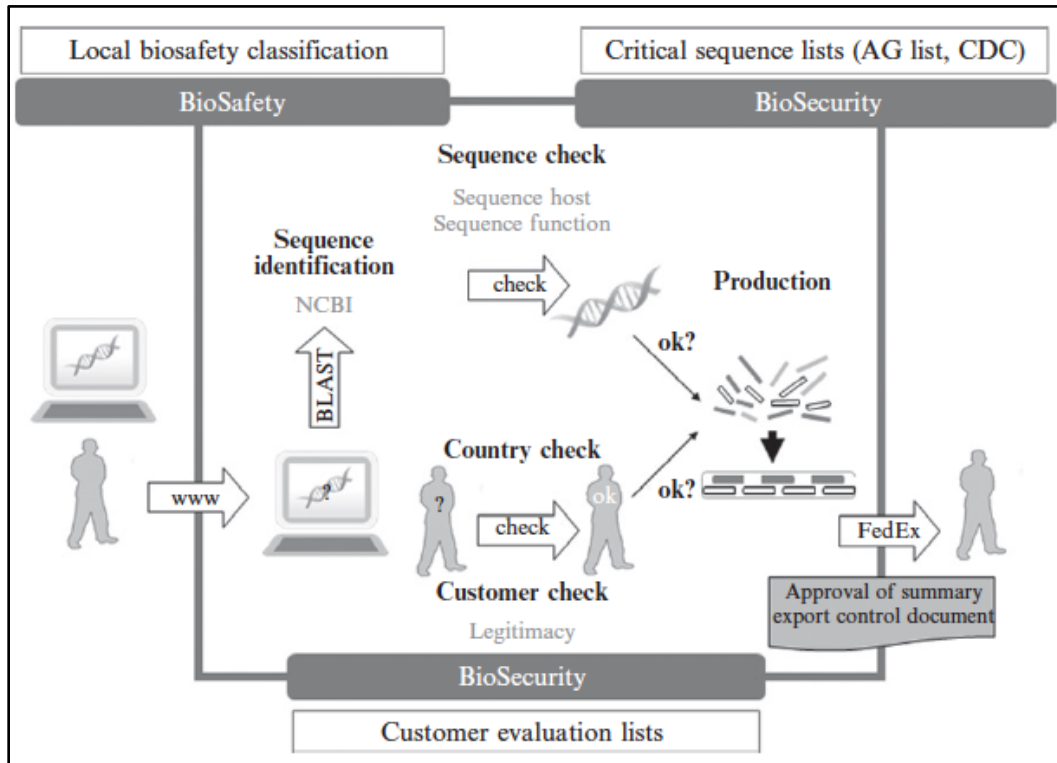 Local biosafety classification
Critical sequence lists (AG list, CDC)
BioSafety
BioSecurity
Sequence check
Sequence host
Sequence function
Sequence
identification
NCBI
check
Production
ok?
BLAST
?
www
Country check
?
check
ok
ok?
FedEx
Customer check
Legitimacy
Approval of summary
export control document
BioSecurity
Customer evaluation lists